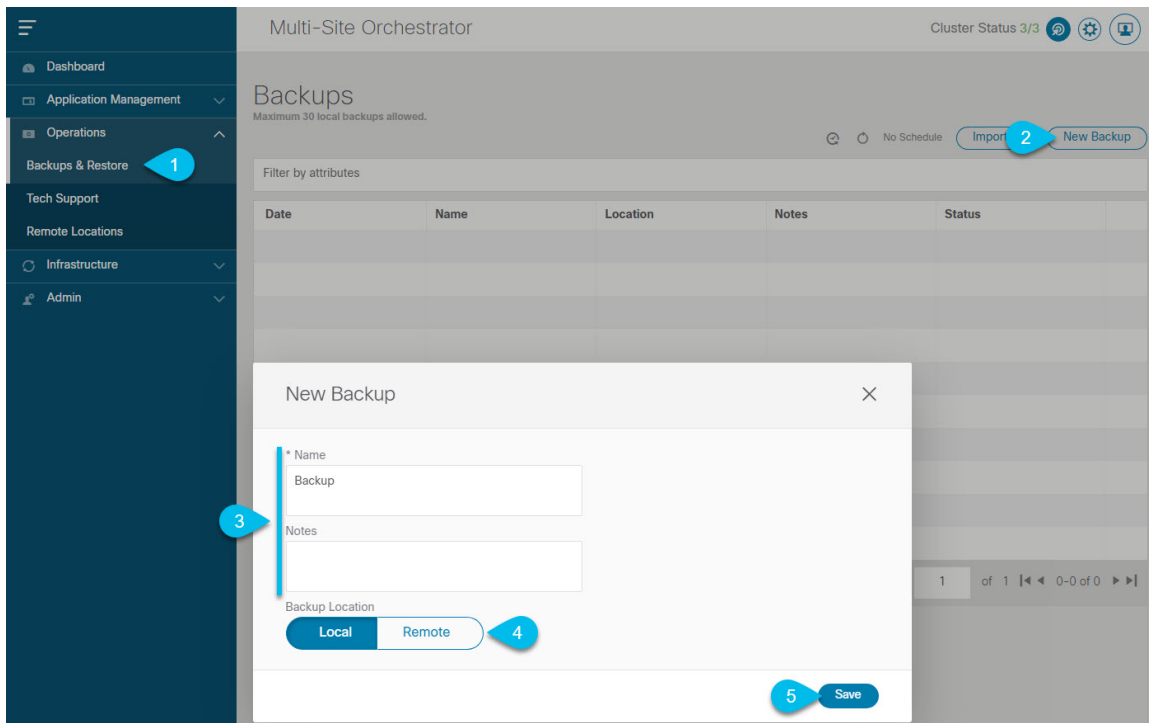 Multi-Site Orchestrator
Cluster Status 3/3
Dashboard
Application Management
Operations
Backups & Restore
1
Tech Support
Remote Locations
Infrastructure
Admin
Backups
Maximum 30 local backups allowed.
No Schedule
Import
2
New Backup
Filter by attributes
Date Name Location Notes Status
New Backup
* Name
Backup
3
Notes
Backup Location
Local Remote
4
1 of 1 0-0 of 0
5
Save